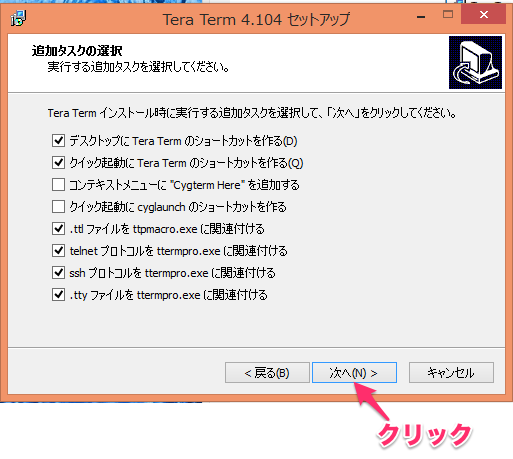 Tera Term 4.104 セットアップ
追加タスクの選択
実行する追加タスクを選択してください。
Tera Term インストール時に実行する追加タスクを選択して、「次へ」をクリックしてください。
デスクトップに Tera Term のショートカットを作る(D)
クイック起動に Tera Term のショートカットを作る(Q)
コンテキストメニューに "Cygterm Here" を追加する
クイック起動に cyglaunch のショートカットを作る
.ttl ファイルを ttpmacro.exe に関連付ける
telnet プロトコルを ttermpro.exe に関連付ける
ssh プロトコルを ttermpro.exe に関連付ける
.tty ファイルを ttermpro.exe に関連付ける
< 戻る(B) 次へ(N) > キャンセル
クリック